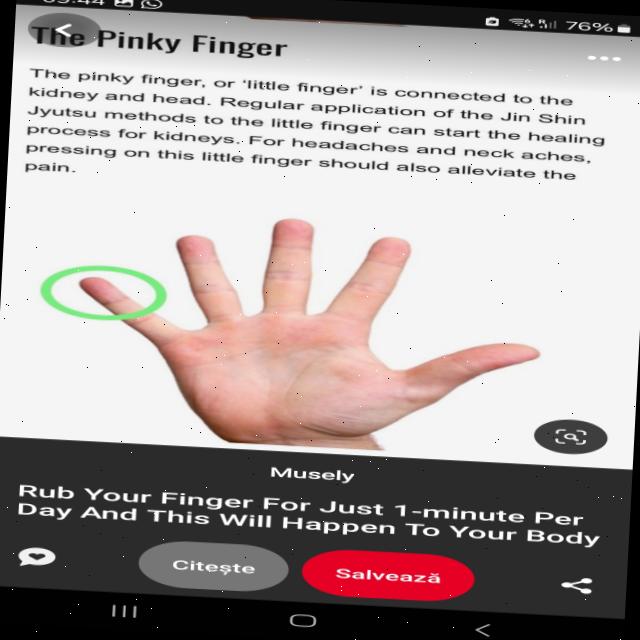 76%
The Pinky Finger
The pinky finger, or 'little finger' is connected to the
kidney and head. Regular application of the Jin Shin
Jyutsu methods to the little finger can start the healing
process for kidneys. For headaches and neck aches,
pressing on this little finger should also alleviate the
pain.
Musely
Rub Your Finger For Just 1-minute Per
Day And This Will Happen To Your Body
Citește
Salvează